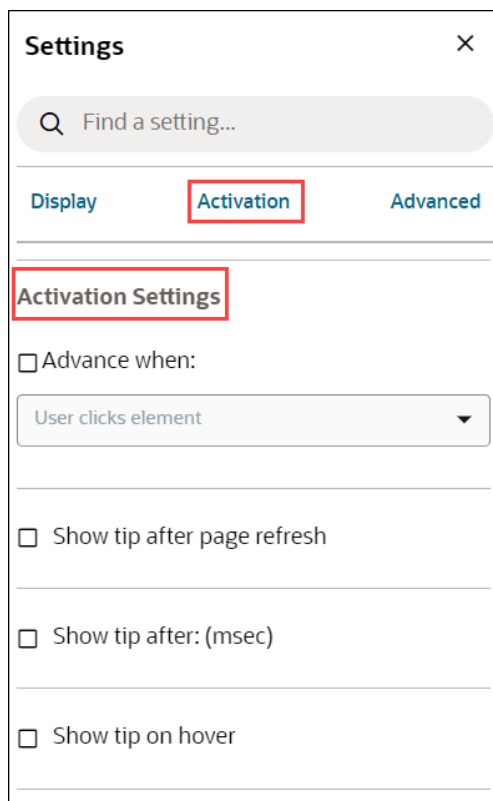 Settings
Find a setting...
Display Activation Advanced
Activation Settings
Advance when:
User clicks element
Show tip after page refresh
Show tip after: (msec)
Show tip on hover